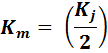 K_m = (K_j/2)